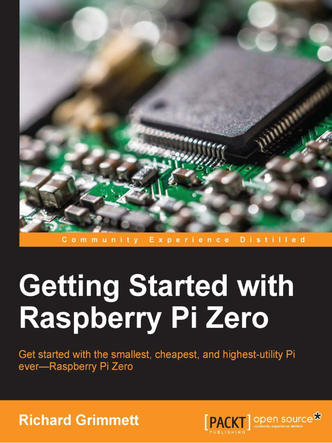 Community Experience Distilled
Getting Started with
Raspberry Pi Zero
Get started with the smallest, cheapest, and highest-utility Pi
ever—Raspberry Pi Zero
Richard Grimmett
[PACKT] open source*
PUBLISHING community experience distilled